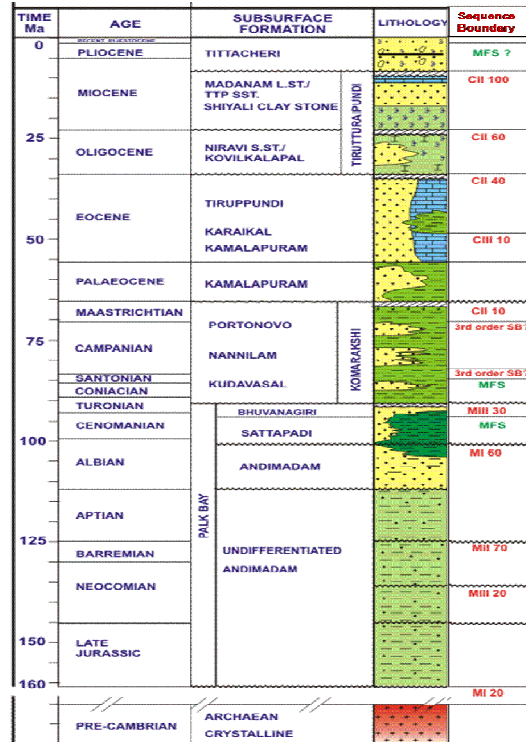 TIME
Ma
AGE
SUBSURFACE
FORMATION
LITHOLOGY
Sequence
Boundary
0
PLIOCENE
TITTACHERI
MFS ?
MIOCENE
MADANAM L.ST./
TTP SST.
SHIYALI CLAY STONE
TIRUTTURAIPUNDI
CII 100
25
CII 60
OLIGOCENE
NIRAVI S.ST./
KOVILKALAPAL
CII 40
EOCENE
TIRUPPUNDI
KARAIKAL
KAMALAPURAM
CIII 10
50
PALAEOCENE
KAMALAPURAM
MAASTRICHTIAN
CII 10
PORTONOVO
KOMARAKSHI
3rd order SB?
75
CAMPANIAN
NANNILAM
3rd order SB?
SANTONIAN
KUDAVASAL
MFS
CONIACIAN
TURONIAN
BHUVANAGIRI
MIII 30
CENOMANIAN
SATTAPADI
MFS
100
MI 60
ALBIAN
ANDIMADAM
PALK BAY
APTIAN
125
BARREMIAN
UNDIFFERENTIATED
ANDIMADAM
MII 70
NEOCOMIAN
MIII 20
150
LATE
JURASSIC
160
MI 20
PRE-CAMBRIAN
ARCHAEAN
CRYSTALLINE